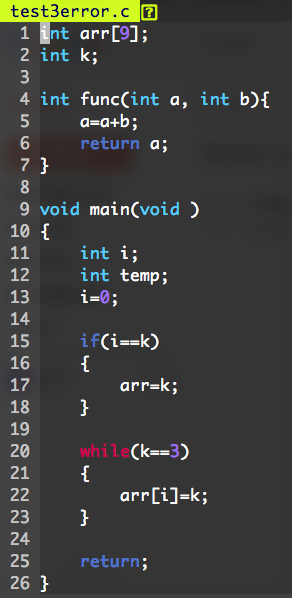 test3error.c ?
1 int arr[9];
2 int k;
3
4 int func(int a, int b){
5     a=a+b;
6     return a;
7 }
8
9 void main(void )
10 {
11     int i;
12     int temp;
13     i=0;
14
15     if(i==k)
16     {
17         arr=k;
18     }
19
20     while(k==3)
21     {
22         arr[i]=k;
23     }
24
25     return;
26 }